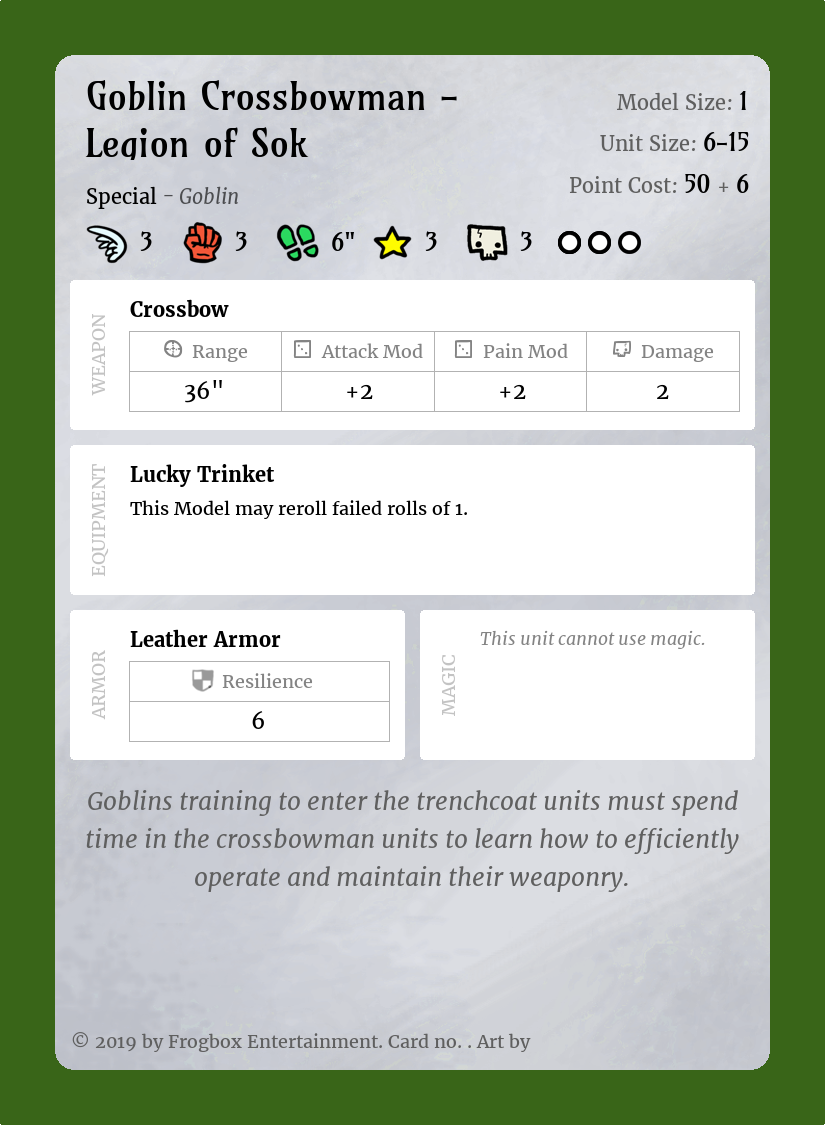 Goblin Crossbowman –
Legion of Sok
Model Size: 1
Unit Size: 6–15
Point Cost: 50 + 6
Special – Goblin
3 3 6" 3 3
WEAPON
Crossbow
Range Attack Mod Pain Mod Damage
36" +2 +2 2
EQUIPMENT
Lucky Trinket
This Model may reroll failed rolls of 1.
ARMOR
Leather Armor
Resilience
6
MAGIC
This unit cannot use magic.
Goblins training to enter the trenchcoat units must spend
time in the crossbowman units to learn how to efficiently
operate and maintain their weaponry.
© 2019 by Frogbox Entertainment. Card no. . Art by